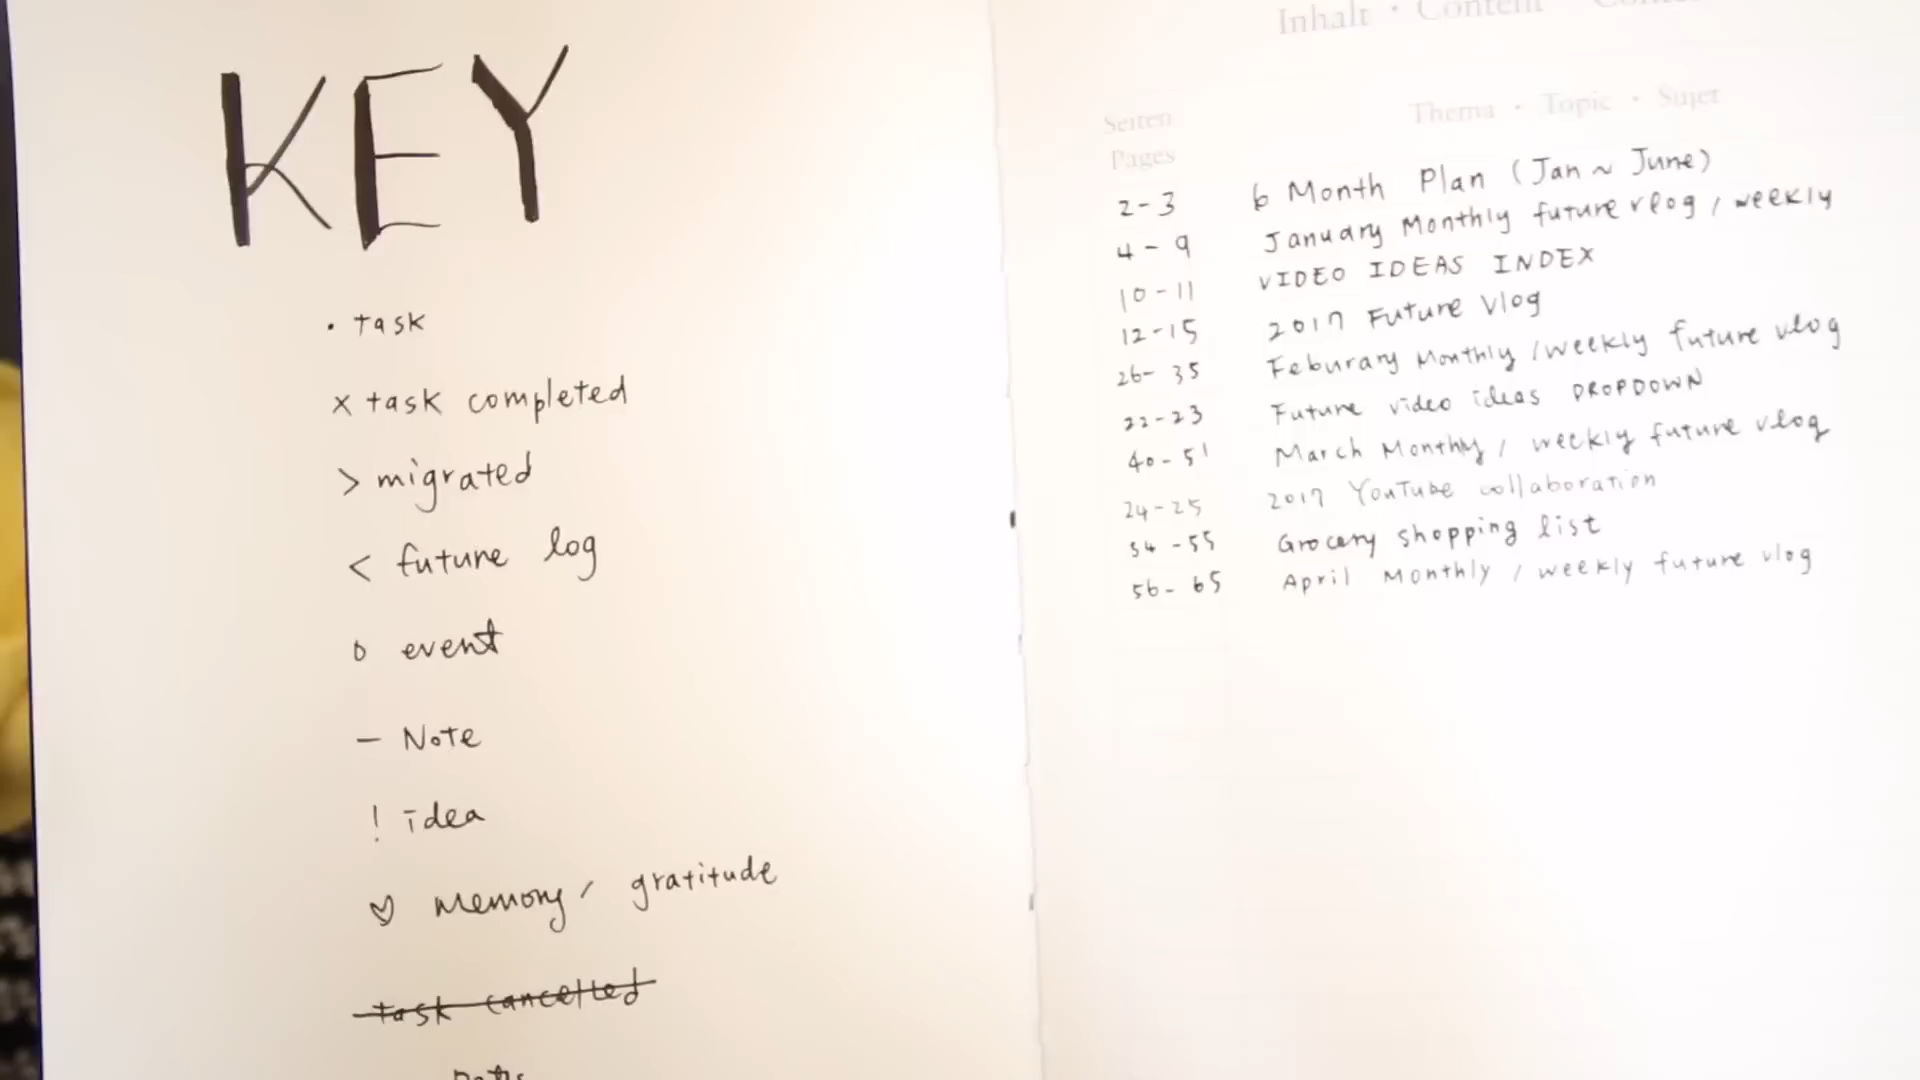 KEY
• task
x task completed
> migrated
< future log
o event
– Note
! idea
♡ memory / gratitude
task cancelled
Inhalt • Content
Seiten
Pages
Thema • Topic • Sujet
2-3 6 Month Plan (Jan ~ June)
4-9 January Monthly future vlog / weekly
10-11 VIDEO IDEAS INDEX
12-15 2017 Future Vlog
26-35 Feburary Monthly / weekly future vlog
22-23 Future video ideas DROPDOWN
40-51 March Monthly / weekly future vlog
24-25 2017 YouTube collaboration
54-55 Grocery shopping list
56-65 April Monthly / weekly future vlog